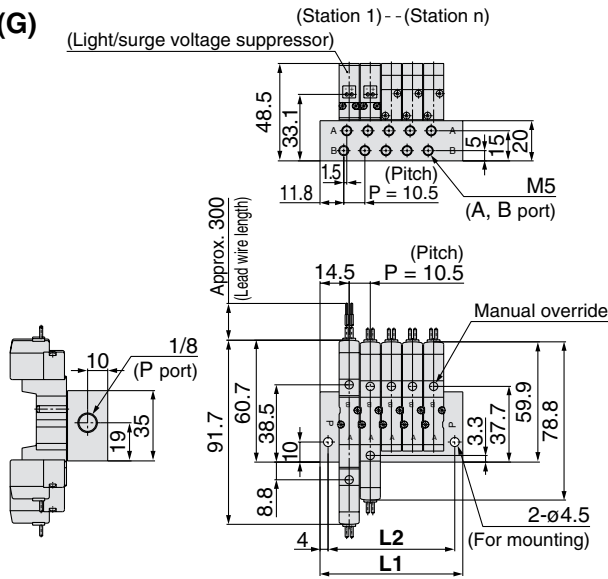 (G)
(Station 1) - - (Station n)
(Light/surge voltage suppressor)
48.5
33.1
A
A
B
B
5
15
20
1.5
(Pitch)
11.8
P = 10.5
M5
(A, B port)
Approx. 300
(Lead wire length)
(Pitch)
14.5
P = 10.5
Manual override
1/8
(P port)
10
19
35
91.7
60.7
38.5
10
8.8
B
B
B
B
B
A
A
A
A
A
P
P
3.3
37.7
59.9
78.8
2-ø4.5
(For mounting)
4
L2
L1